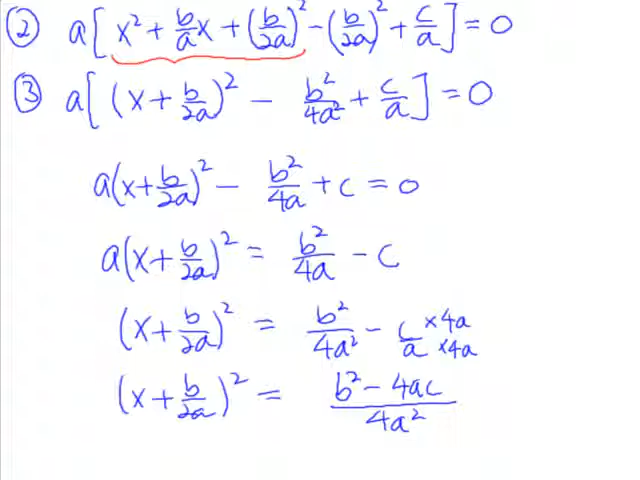 ② a[x² + b/a x + (b/2a)² - (b/2a)² + c/a] = 0
③ a[(x + b/2a)² - b²/4a² + c/a] = 0
a(x + b/2a)² - b²/4a + c = 0
a(x + b/2a)² = b²/4a - c
(x + b/2a)² = b²/4a² - c/a ×4a ×4a
(x + b/2a)² = b² - 4ac / 4a²